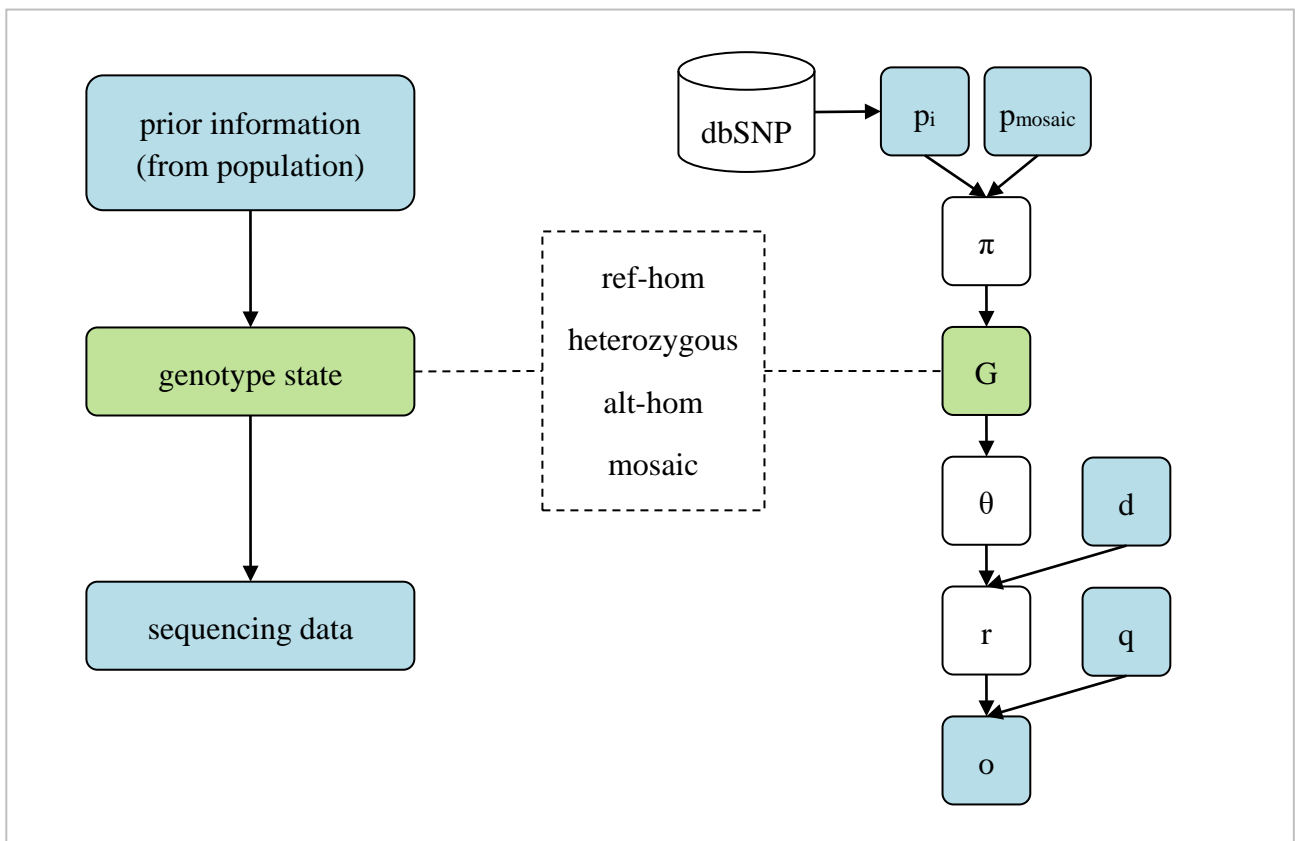 prior information
(from population)
genotype state
sequencing data
ref-hom
heterozygous
alt-hom
mosaic
dbSNP
pi
pmosaic
π
G
θ
d
r
q
o